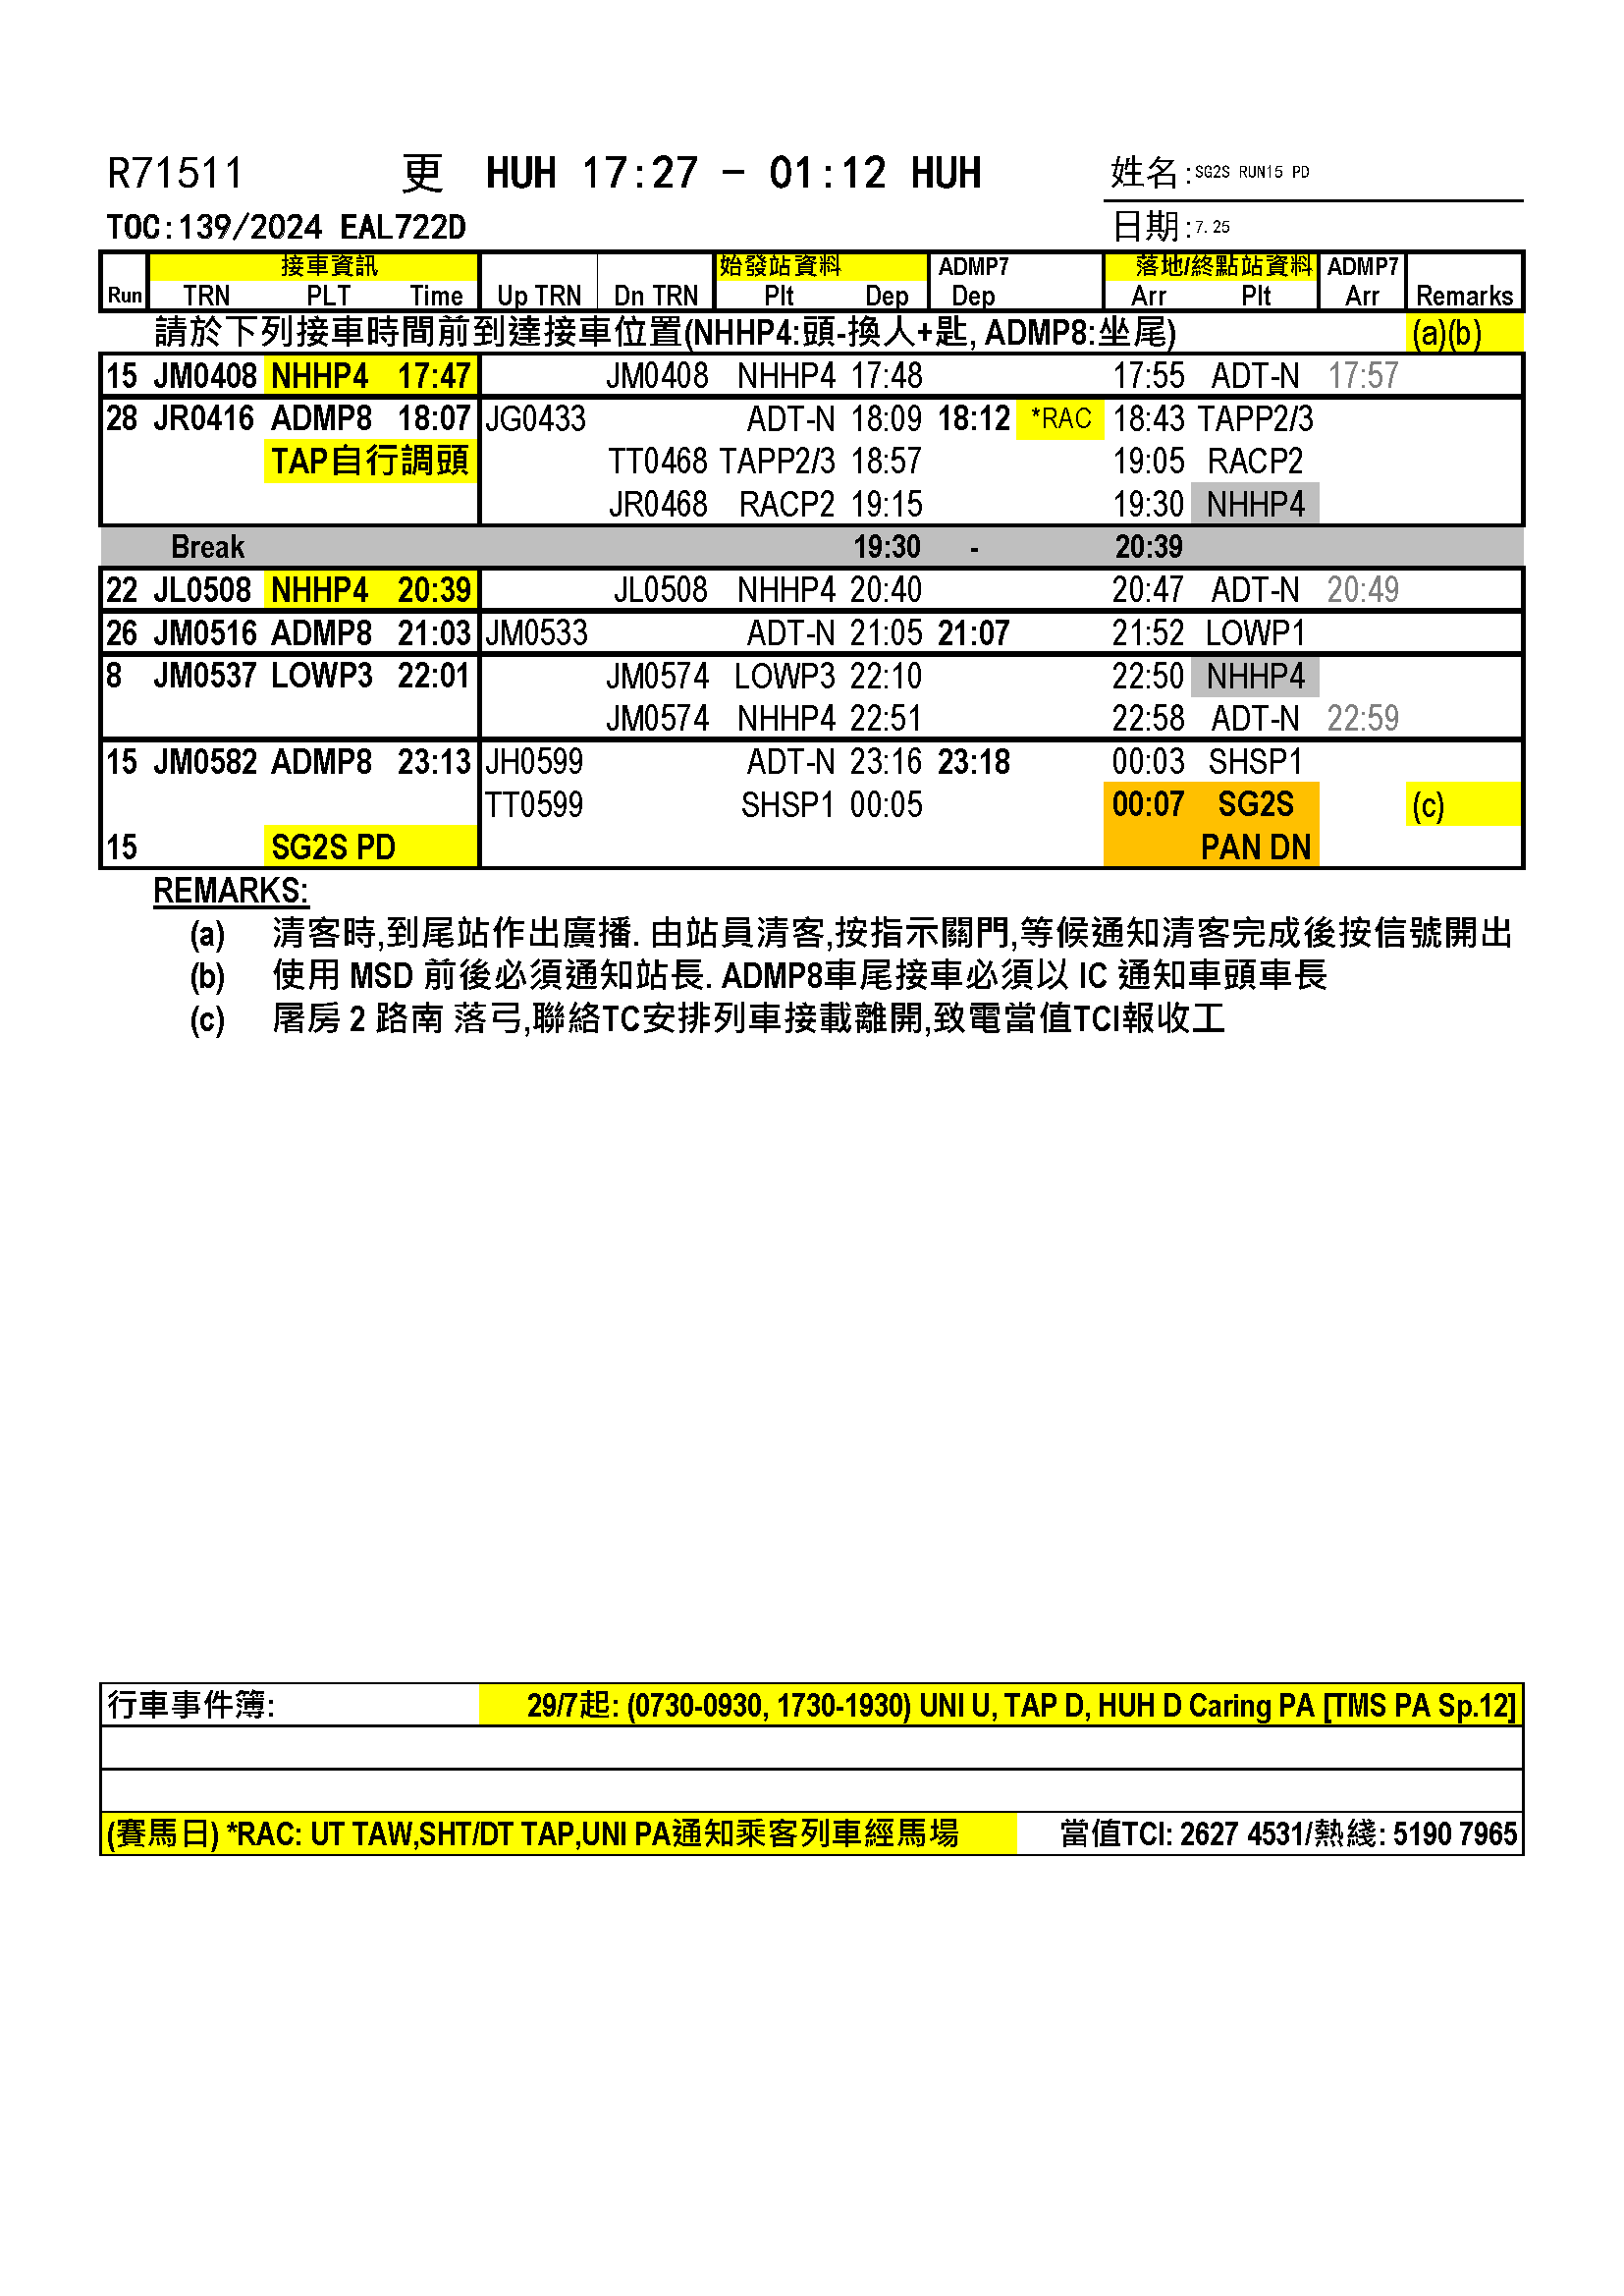 R71511 更 HUH 17:27 - 01:12 HUH 姓名:SG2S RUN15 PD
TOC:139/2024 EAL722D 日期:7.25
接車資訊 始發站資料 ADMP7 落地/終點站資料 ADMP7
Run TRN PLT Time Up TRN Dn TRN Plt Dep Dep Arr Plt Arr Remarks
請於下列接車時間前到達接車位置(NHHP4:頭-換人+匙, ADMP8:坐尾) (a)(b)
15 JM0408 NHHP4 17:47 JM0408 NHHP4 17:48 17:55 ADT-N 17:57
28 JR0416 ADMP8 18:07 JG0433 ADT-N 18:09 18:12 *RAC 18:43 TAPP2/3
TAP自行調頭 TT0468 TAPP2/3 18:57 19:05 RACP2
JR0468 RACP2 19:15 19:30 NHHP4
Break 19:30 - 20:39
22 JL0508 NHHP4 20:39 JL0508 NHHP4 20:40 20:47 ADT-N 20:49
26 JM0516 ADMP8 21:03 JM0533 ADT-N 21:05 21:07 21:52 LOWP1
8 JM0537 LOWP3 22:01 JM0574 LOWP3 22:10 22:50 NHHP4
JM0574 NHHP4 22:51 22:58 ADT-N 22:59
15 JM0582 ADMP8 23:13 JH0599 ADT-N 23:16 23:18 00:03 SHSP1
TT0599 SHSP1 00:05 00:07 SG2S (c)
15 SG2S PD PAN DN
REMARKS:
(a) 清客時,到尾站作出廣播. 由站員清客,按指示關門,等候通知清客完成後按信號開出
(b) 使用 MSD 前後必須通知站長. ADMP8車尾接車必須以 IC 通知車頭車長
(c) 屠房 2 路南 落弓,聯絡TC安排列車接載離開,致電當值TCI報收工
行車事件簿: 29/7起: (0730-0930, 1730-1930) UNI U, TAP D, HUH D Caring PA [TMS PA Sp.12]
(賽馬日) *RAC: UT TAW,SHT/DT TAP,UNI PA通知乘客列車經馬場 當值TCI: 2627 4531/熱綫: 5190 7965